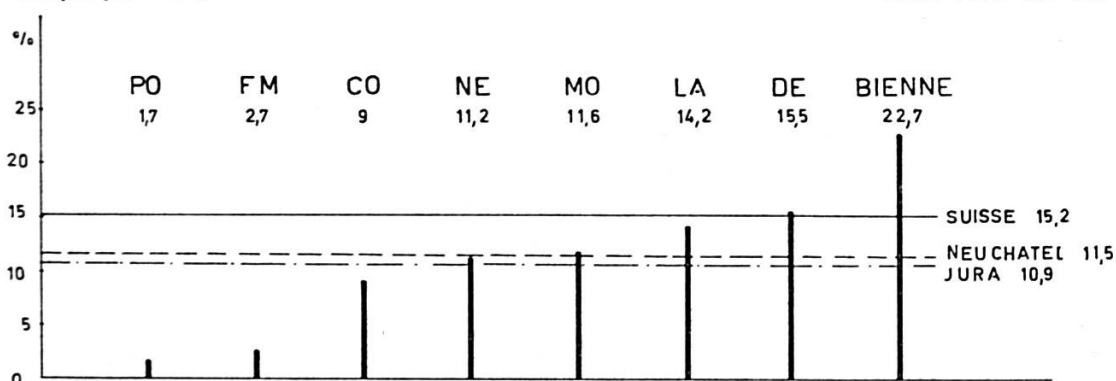 %
PO FM CO NE MO LA DE BIENNE
25 1,7 2,7 9 11,2 11,6 14,2 15,5 22,7
20
15
SUISSE 15,2
NEUCHATEL 11,5
10
JURA 10,9
5
0